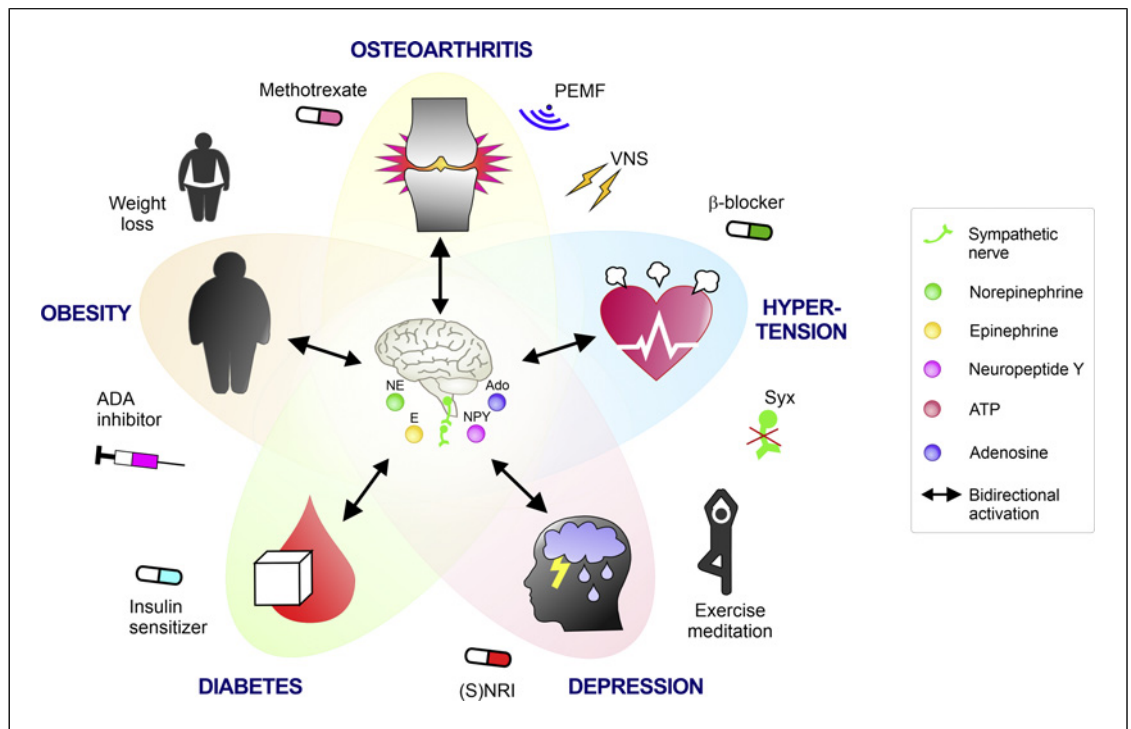 OSTEOARTHRITIS
Methotrexate
PEMF
VNS
Weight
loss
β-blocker
OBESITY
HYPER-
TENSION
NE
Ado
E
NPY
ADA
inhibitor
Syx
Insulin
sensitizer
Exercise
meditation
DIABETES
(S)NRI
DEPRESSION
Sympathetic
nerve
Norepinephrine
Epinephrine
Neuropeptide Y
ATP
Adenosine
Bidirectional
activation